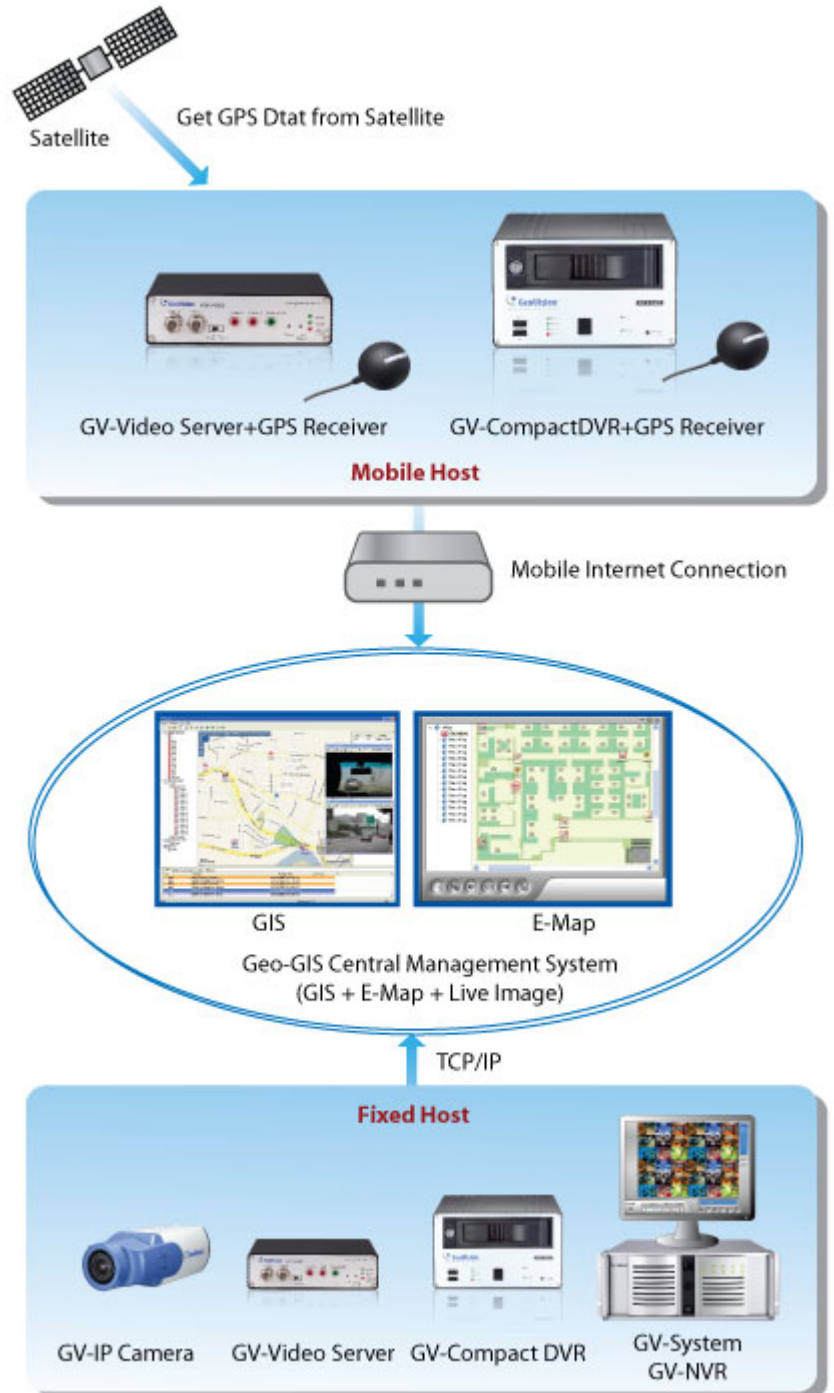 Get GPS Dtat from Satellite
Satellite
GeoVision
GeoVision
GV-Video Server+GPS Receiver
GV-CompactDVR+GPS Receiver
Mobile Host
Mobile Internet Connection
GIS
E-Map
Geo-GIS Central Management System
(GIS + E-Map + Live Image)
TCP/IP
Fixed Host
GV-IP Camera
GV-Video Server
GV-Compact DVR
GV-System
GV-NVR